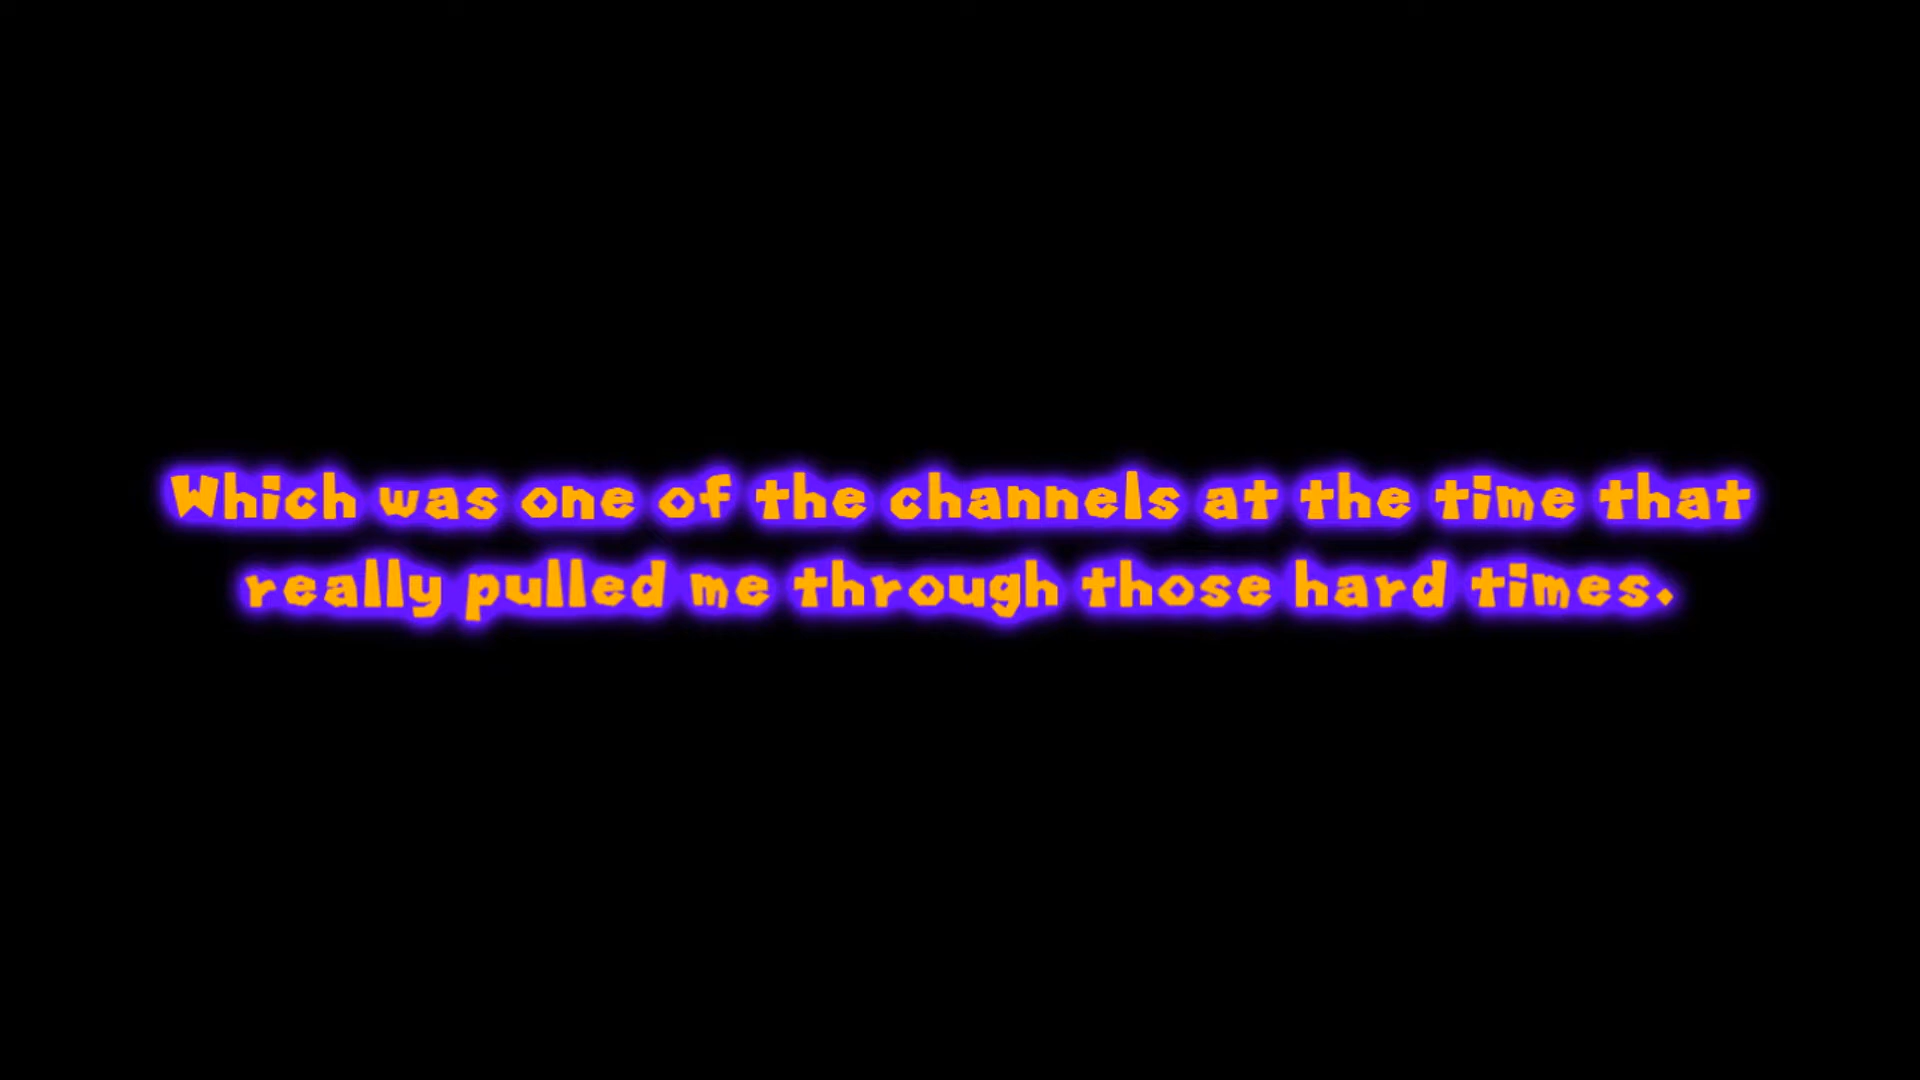 Which was one of the channels at the time that
really pulled me through those hard times.